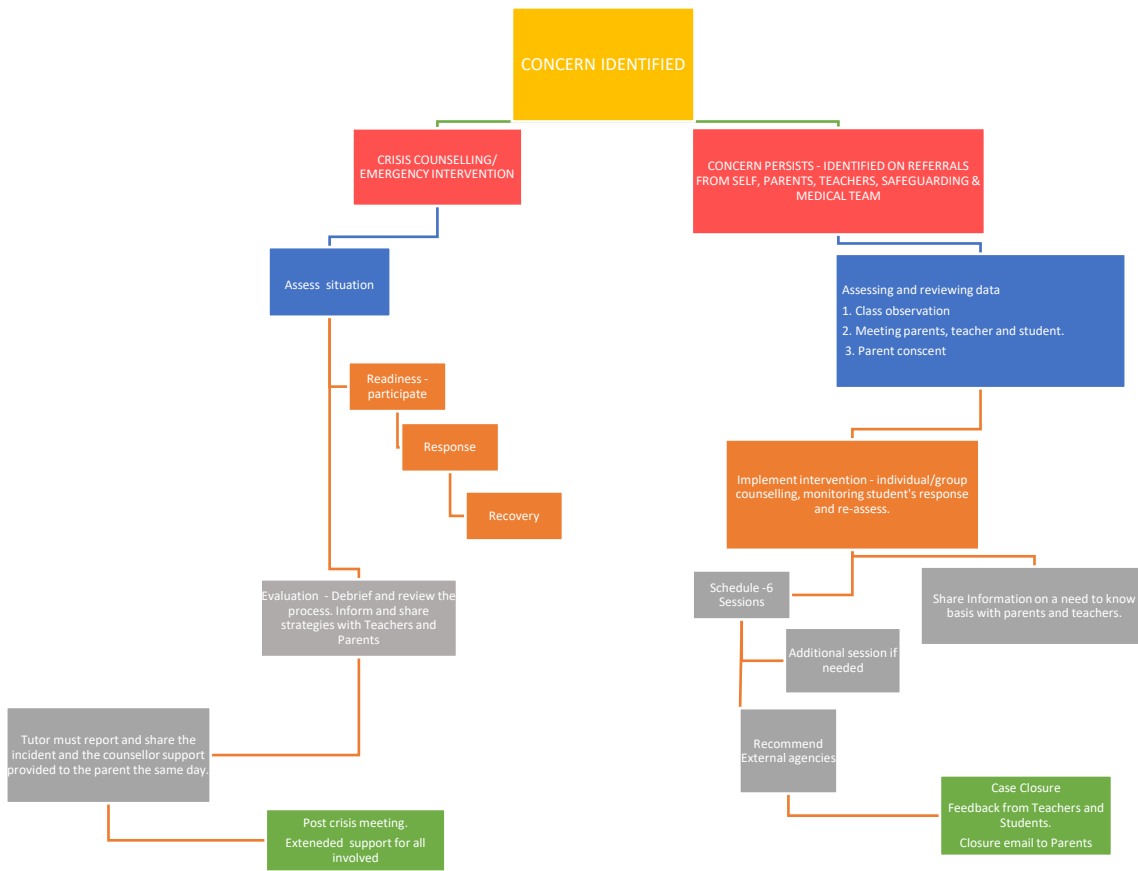 CONCERN IDENTIFIED
CRISIS COUNSELLING/
EMERGENCY INTERVENTION
CONCERN PERSISTS - IDENTIFIED ON REFERRALS
FROM SELF, PARENTS, TEACHERS, SAFEGUARDING &
MEDICAL TEAM
Assess situation
Assessing and reviewing data
1. Class observation
2. Meeting parents, teacher and student.
3. Parent conscent
Readiness -
participate
Response
Recovery
Implement intervention - individual/group
counselling, monitoring student's response
and re-assess.
Evaluation - Debrief and review the
process. Inform and share
strategies with Teachers and
Parents
Schedule -6
Sessions
Share Information on a need to know
basis with parents and teachers.
Additional session if
needed
Tutor must report and share the
incident and the counsellor support
provided to the parent the same day.
Recommend
External agencies
Post crisis meeting.
Exteneded support for all
involved
Case Closure
Feedback from Teachers and
Students.
Closure email to Parents